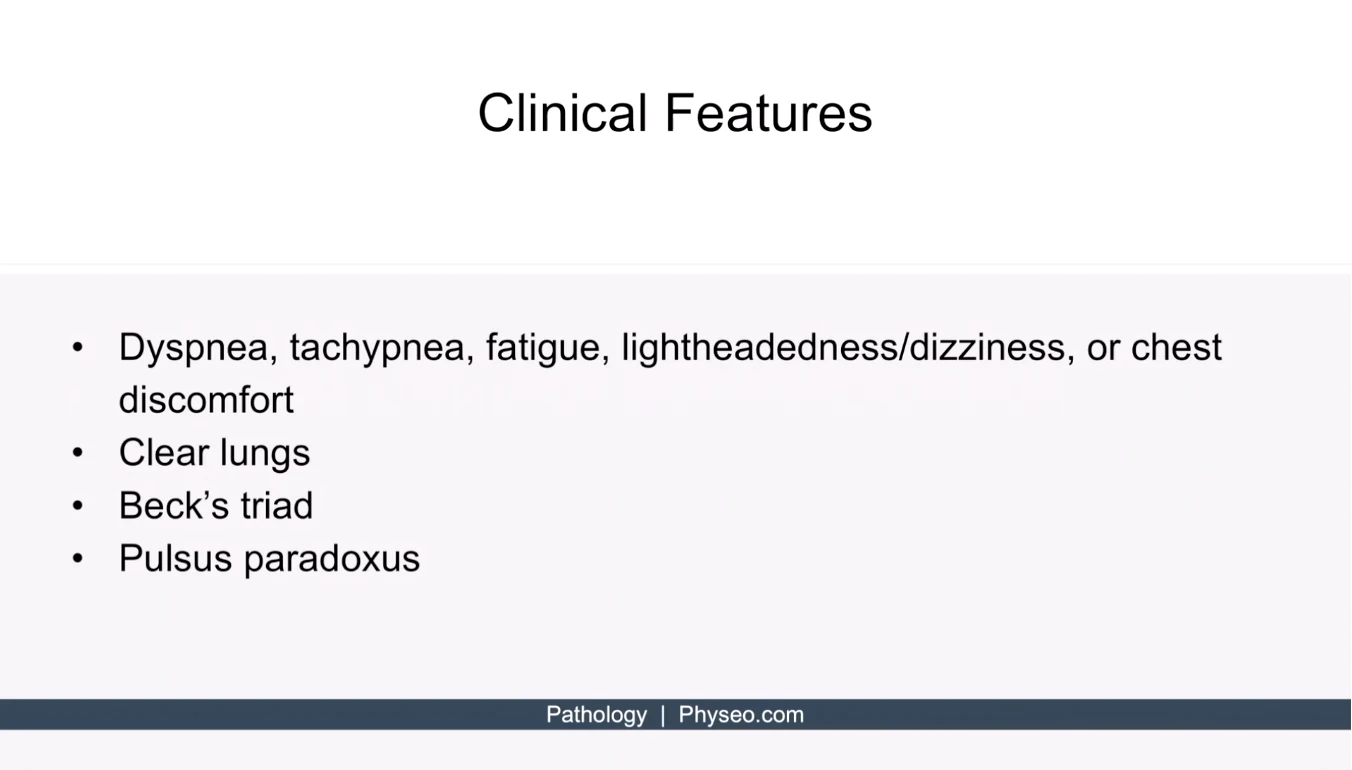 Clinical Features
• Dyspnea, tachypnea, fatigue, lightheadedness/dizziness, or chest
discomfort
• Clear lungs
• Beck’s triad
• Pulsus paradoxus
Pathology | Physeo.com